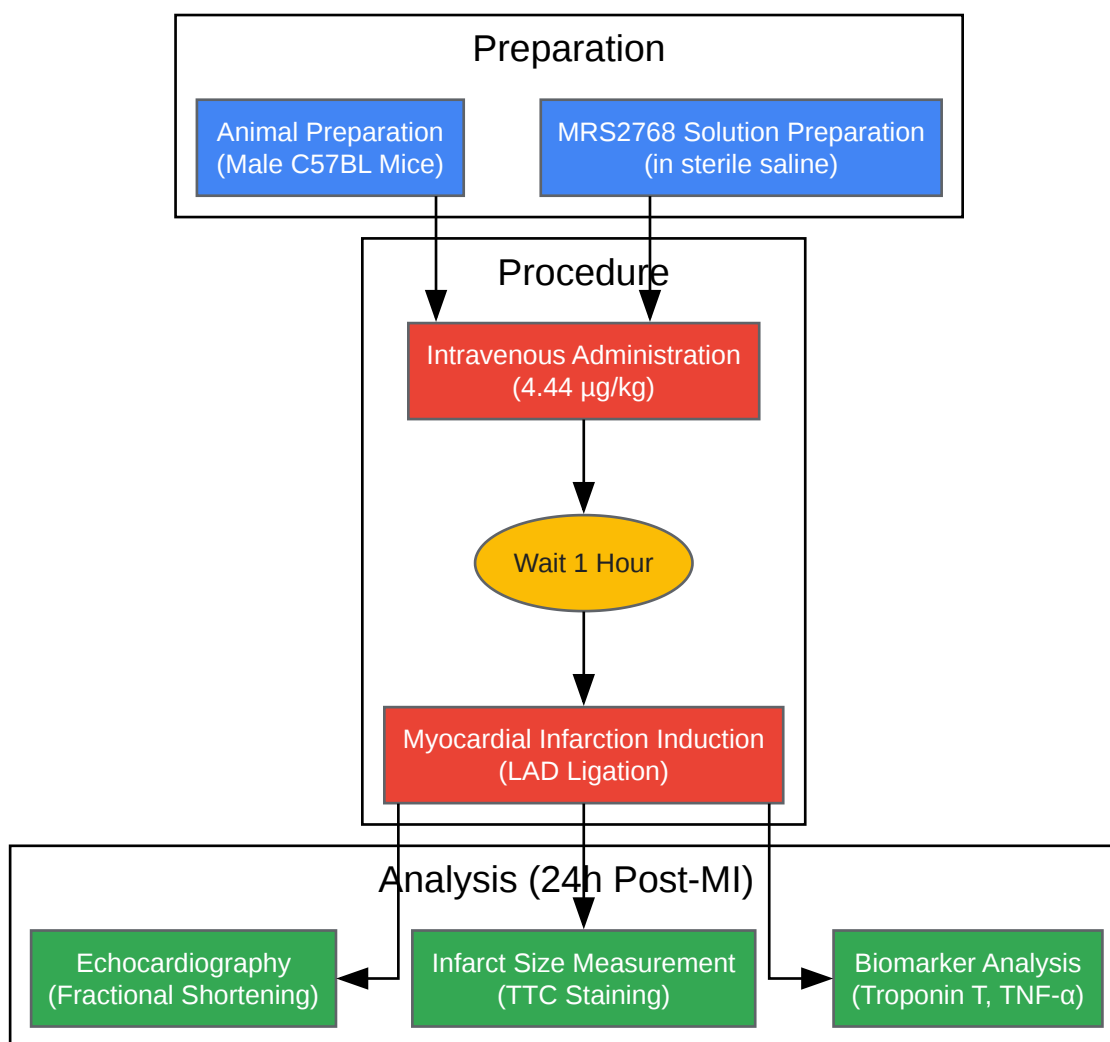 Preparation
Animal Preparation
(Male C57BL Mice)
MRS2768 Solution Preparation
(in sterile saline)
Procedure
Intravenous Administration
(4.44 µg/kg)
Wait 1 Hour
Myocardial Infarction Induction
(LAD Ligation)
Analysis (24h Post-MI)
Echocardiography
(Fractional Shortening)
Infarct Size Measurement
(TTC Staining)
Biomarker Analysis
(Troponin T, TNF-α)